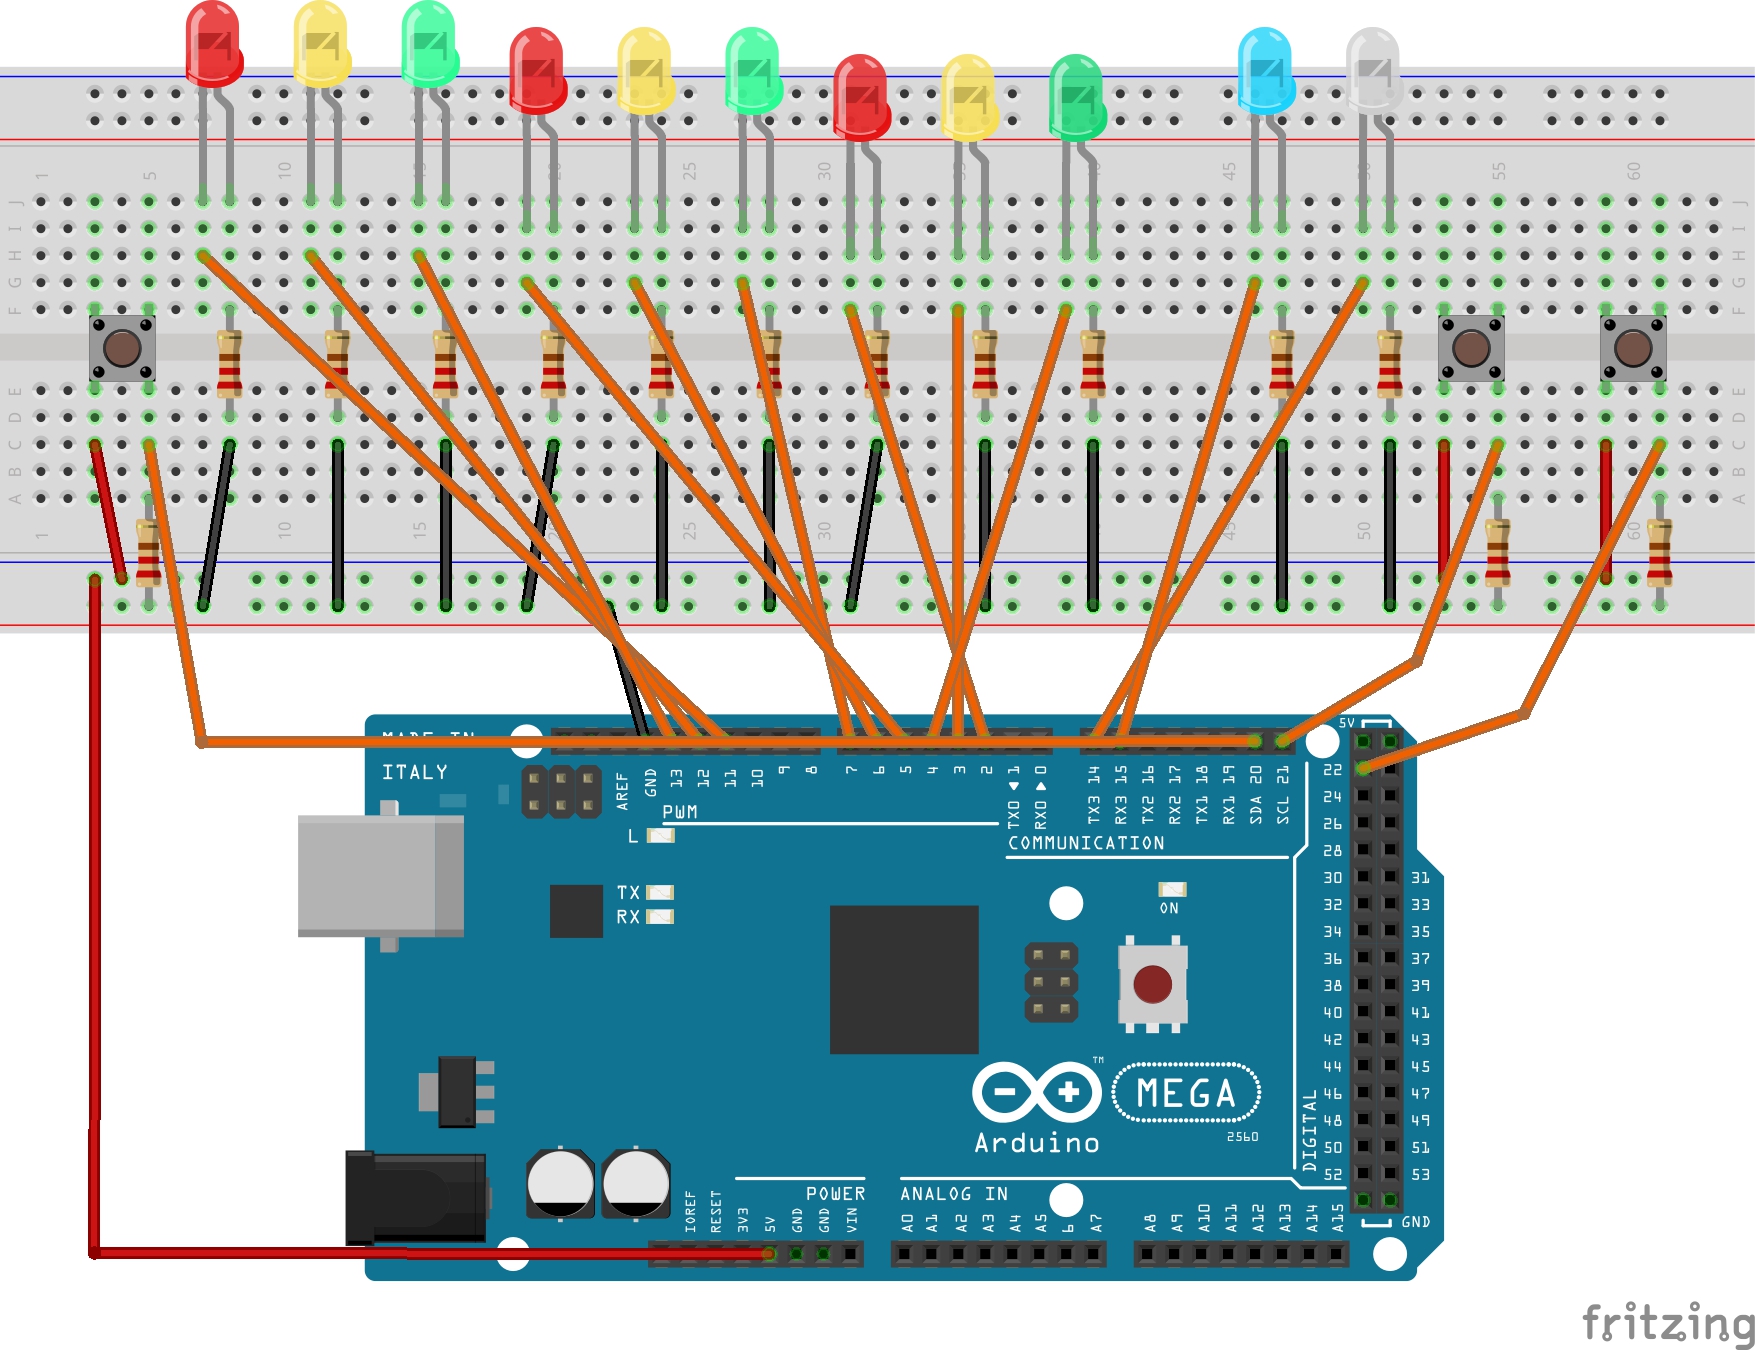 1 5 10 15 20 25 30 35 40 45 50 55 60
J J
I I
H H
G G
F F
E E
D D
C C
B B
A A
1 10 15 20 25 30 45 50 60
MADE IN
ITALY
AREF GND 13 12 11 10 9 8 7 6 5 4 3 2 TX0 1 RX0 0 TX3 14 RX3 15 TX2 16 RX2 17 TX1 18 RX1 19 SDA 20 SCL 21
PWM
COMMUNICATION
5V
22
24
26
28
30 31
32 33
34 35
36 37
38 39
40 41
42 43
44 45
46 47
48 49
50 51
52 53
GND
DIGITAL
L
TX
RX
ON
TM
MEGA
Arduino
2560
POWER
ANALOG IN
IOREF RESET 3V3 5V GND GND VIN A0 A1 A2 A3 A4 A5 6 A7 A8 A9 A10 A11 A12 A13 A14 A15
fritzing